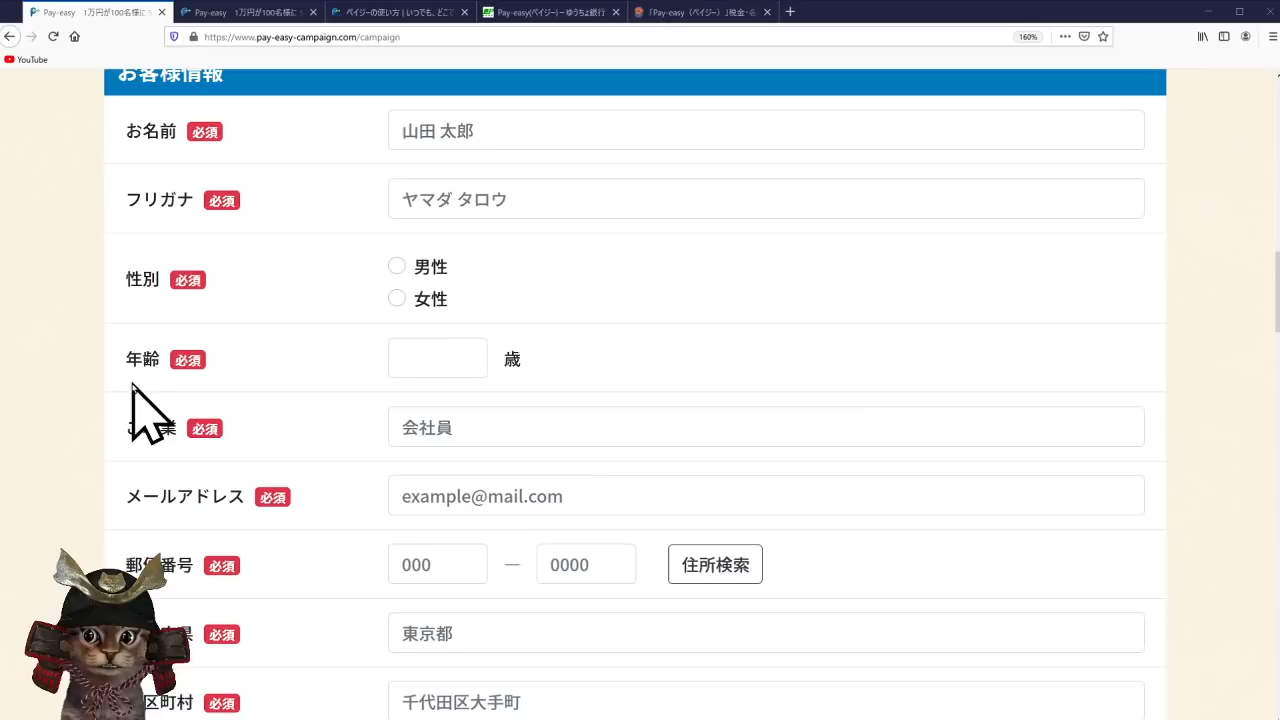 Pay-easy 1万円が100名様に
Pay-easy 1万円が100名様に
ペイジーの使い方 | いつでも、どこで
Pay-easy(ペイジー)－ゆうちょ銀行
「Pay-easy（ペイジー）」税金・各
https://www.pay-easy-campaign.com/campaign
160%
YouTube
お客様情報
お名前 必須 山田 太郎
フリガナ 必須 ヤマダ タロウ
性別 必須
男性
女性
年齢 必須 歳
必須 会社員
メールアドレス 必須 example@mail.com
郵便番号 必須 000 — 0000 住所検索
必須 東京都
区町村 必須 千代田区大手町